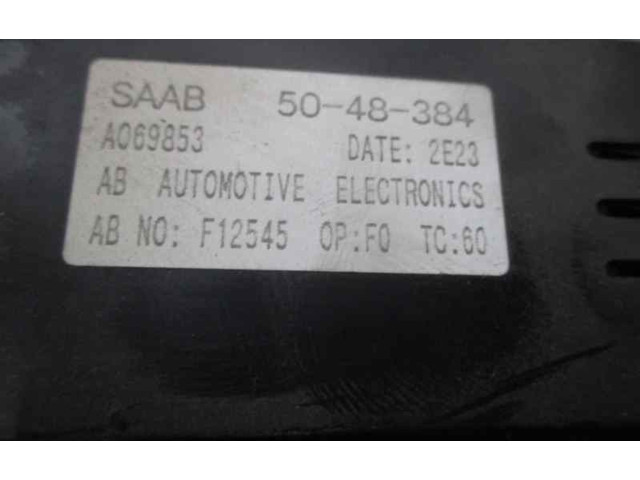 SAAB 50-48-384
A069853 DATE: 2E23
AB AUTOMOTIVE ELECTRONICS
AB NO: F12545 OP:F0 TC:60